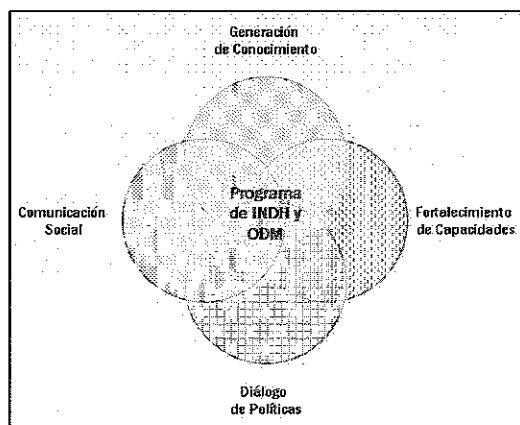 Generación
de Conocimiento
Comunicación
Social
Programa
de INDH y
ODM
Fortalecimiento
de Capacidades
Diálogo
de Políticas